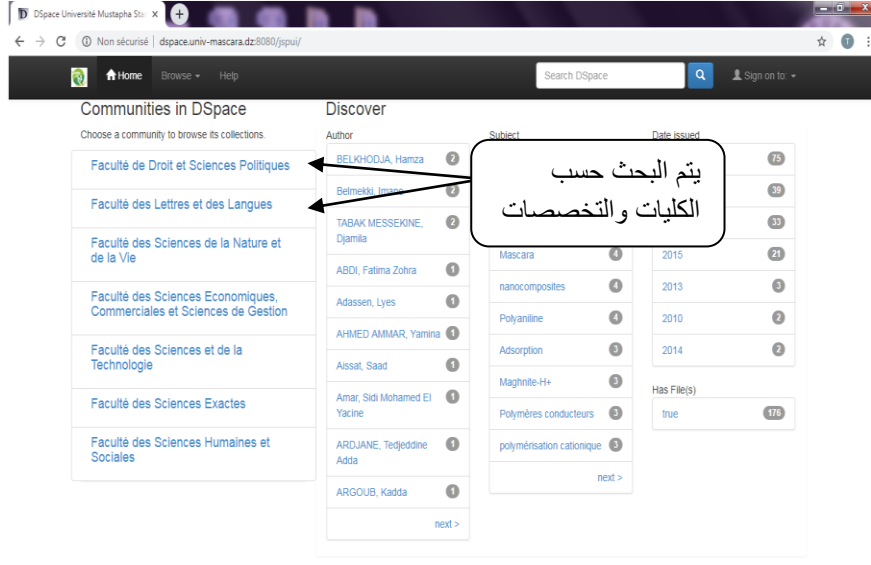 DSpace Université Mustapha Sta
Non sécurisé | dspace.univ-mascara.dz:8080/jspui/
Home Browse Help Search DSpace Sign on to:
Communities in DSpace
Choose a community to browse its collections.
Faculté de Droit et Sciences Politiques
Faculté des Lettres et des Langues
Faculté des Sciences de la Nature et
de la Vie
Faculté des Sciences Economiques,
Commerciales et Sciences de Gestion
Faculté des Sciences et de la
Technologie
Faculté des Sciences Exactes
Faculté des Sciences Humaines et
Sociales
Discover
Author
BELKHODJA, Hamza 2
Belmekki, Imane 2
TABAK MESSEKINE, 2
Djamila
ABDI, Fatima Zohra 1
Adassen, Lyes 1
AHMED AMMAR, Yamina 1
Aissat, Saad 1
Amar, Sidi Mohamed El 1
Yacine
ARDJANE, Tedjeddine 1
Adda
ARGOUB, Kadda 1
next >
Subject
يتم البحث حسب
الكليات والتخصصات
Mascara 4
nanocomposites 4
Polyaniline 4
Adsorption 3
Maghnite-H+ 3
Polymères conducteurs 3
polymérisation cationique 3
next >
Date issued
75
39
33
2015 21
2013 3
2010 2
2014 2
Has File(s)
true 176